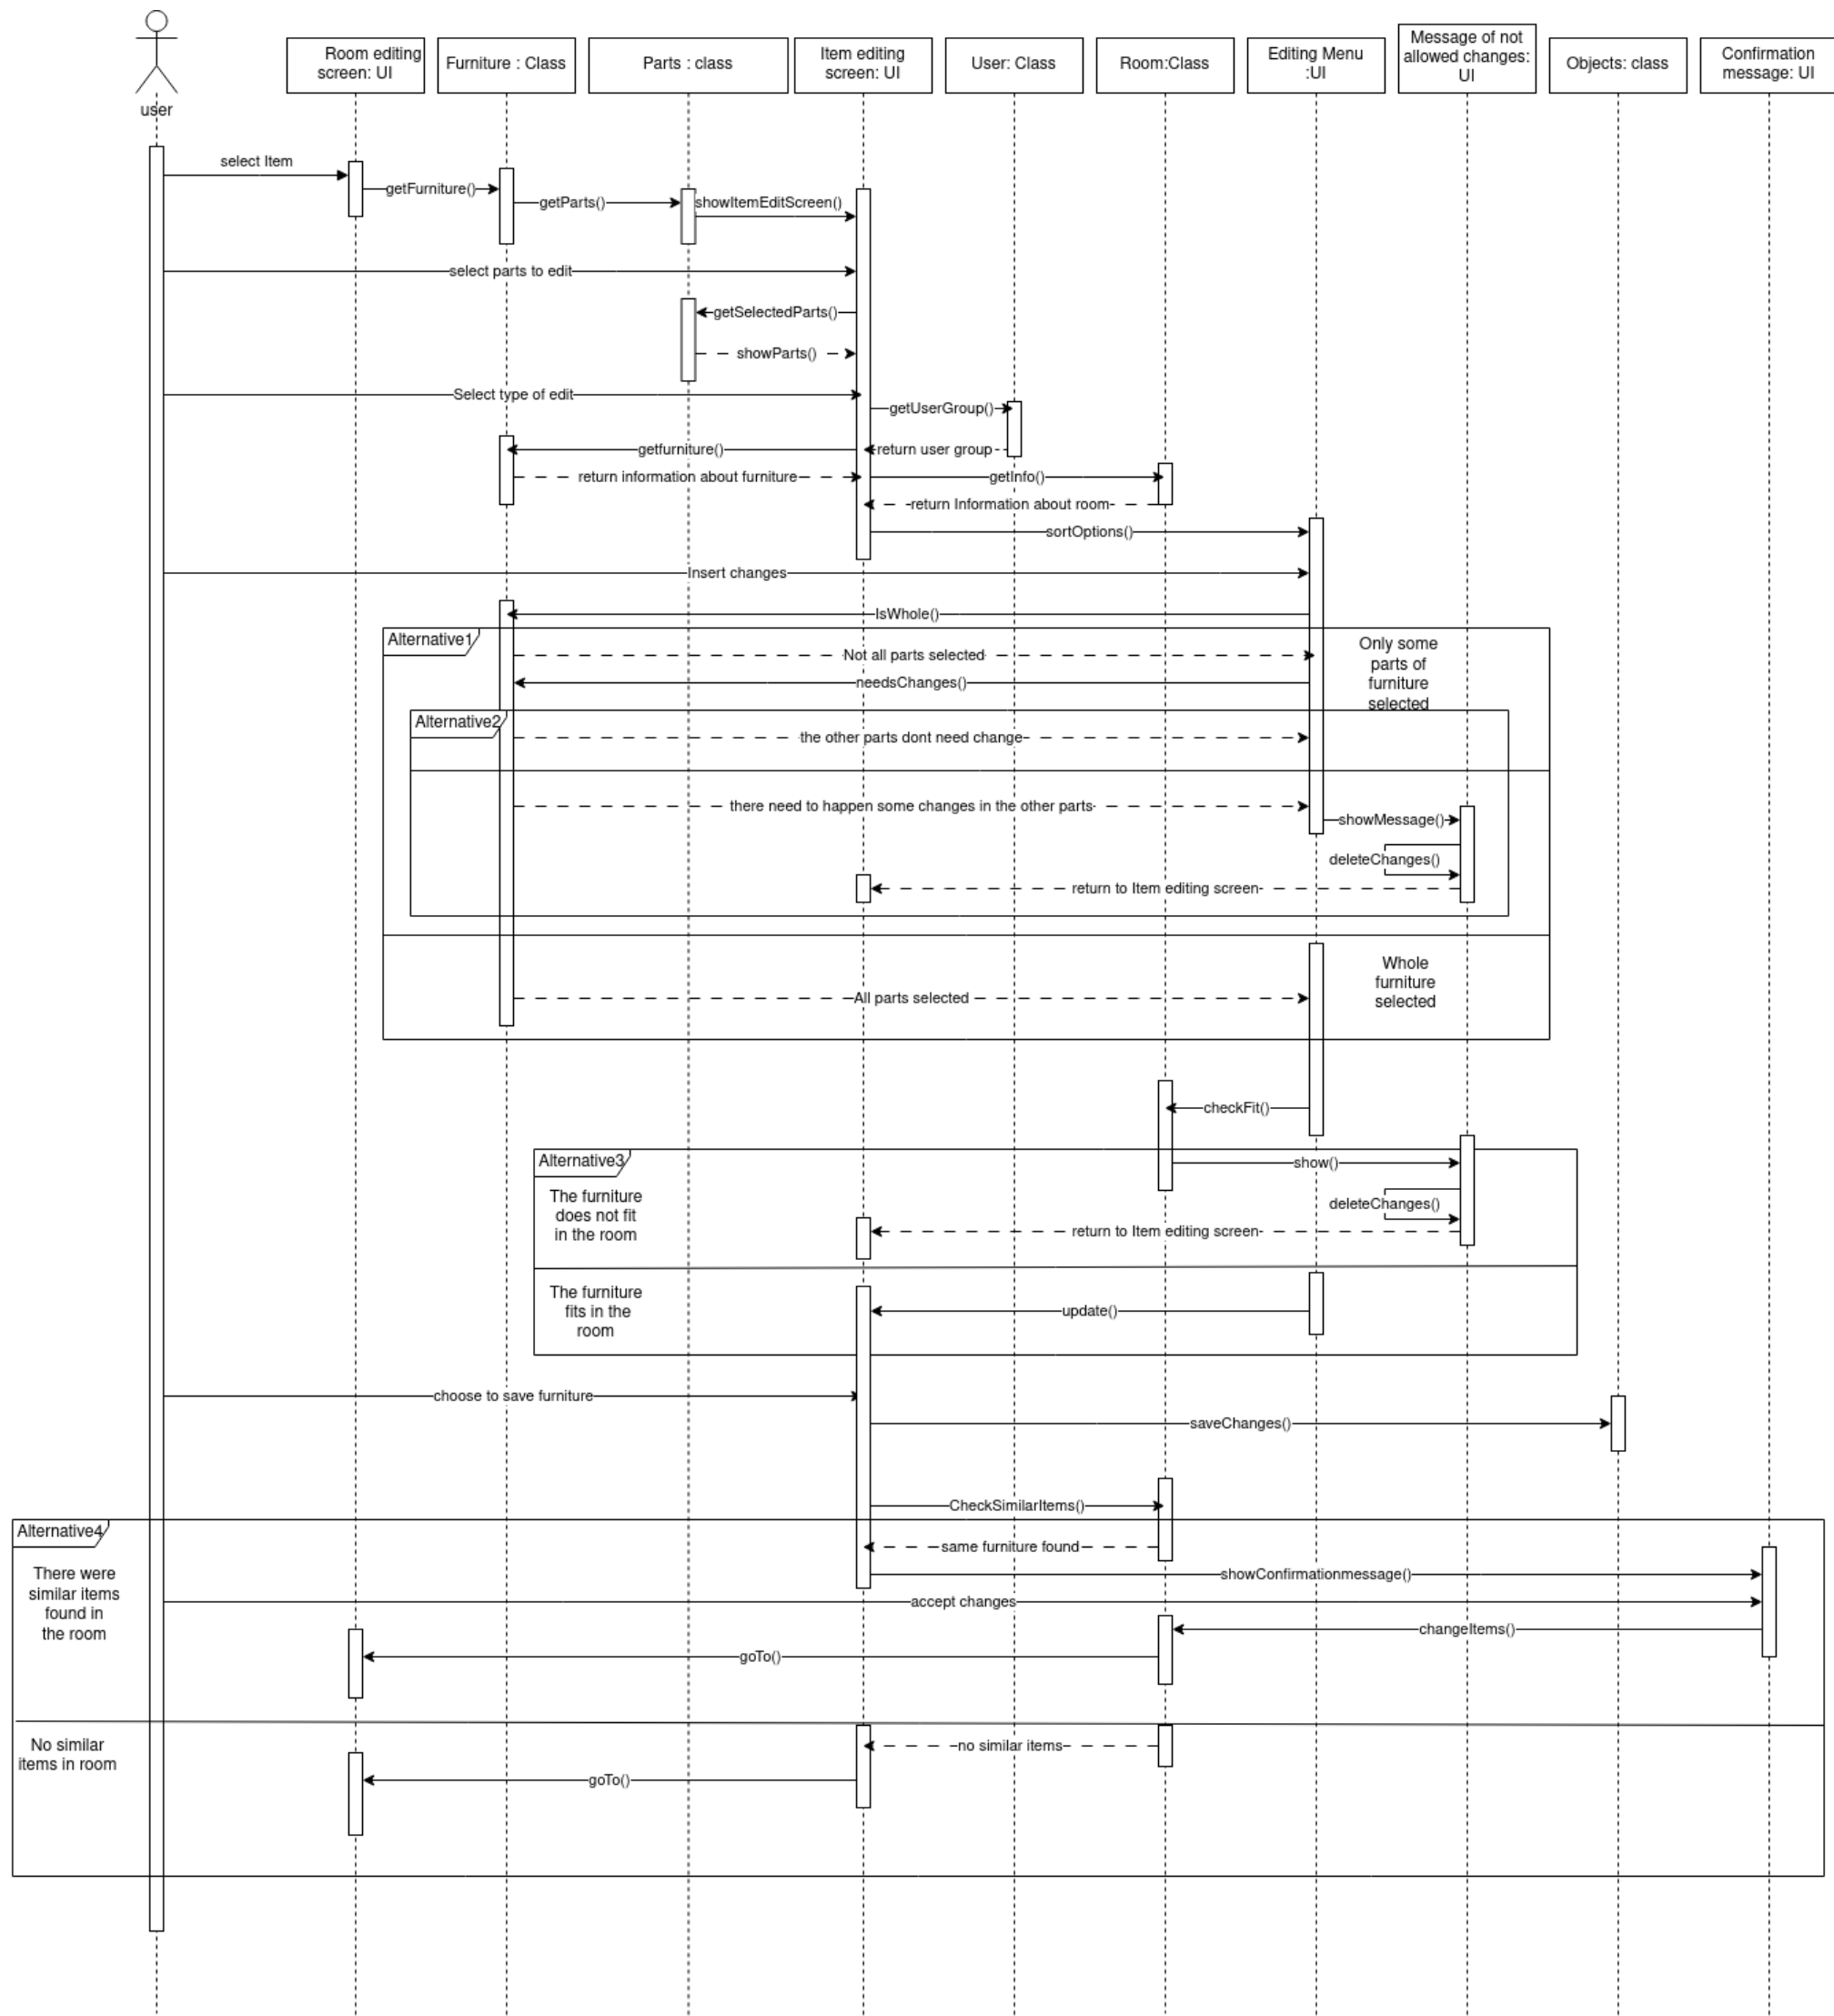 user
Room editing
screen: UI
Furniture : Class
Parts : class
Item editing
screen: UI
User: Class
Room:Class
Editing Menu
:UI
Message of not
allowed changes:
UI
Objects: class
Confirmation
message: UI
select Item
getFurniture()
getParts()
showItemEditScreen()
select parts to edit
getSelectedParts()
showParts()
Select type of edit
getUserGroup()
getfurniture()
return user group
return information about furniture
getInfo()
return Information about room
sortOptions()
Insert changes
IsWhole()
Alternative1
Only some
parts of
furniture
selected
Not all parts selected
needsChanges()
Alternative2
the other parts dont need change
there need to happen some changes in the other parts
showMessage()
deleteChanges()
return to Item editing screen
Whole
furniture
selected
All parts selected
checkFit()
Alternative3
show()
The furniture
does not fit
in the room
deleteChanges()
return to Item editing screen
The furniture
fits in the
room
update()
choose to save furniture
saveChanges()
CheckSimilarItems()
Alternative4
same furniture found
There were
similar items
found in
the room
showConfirmationmessage()
accept changes
changeItems()
goTo()
No similar
items in room
no similar items
goTo()